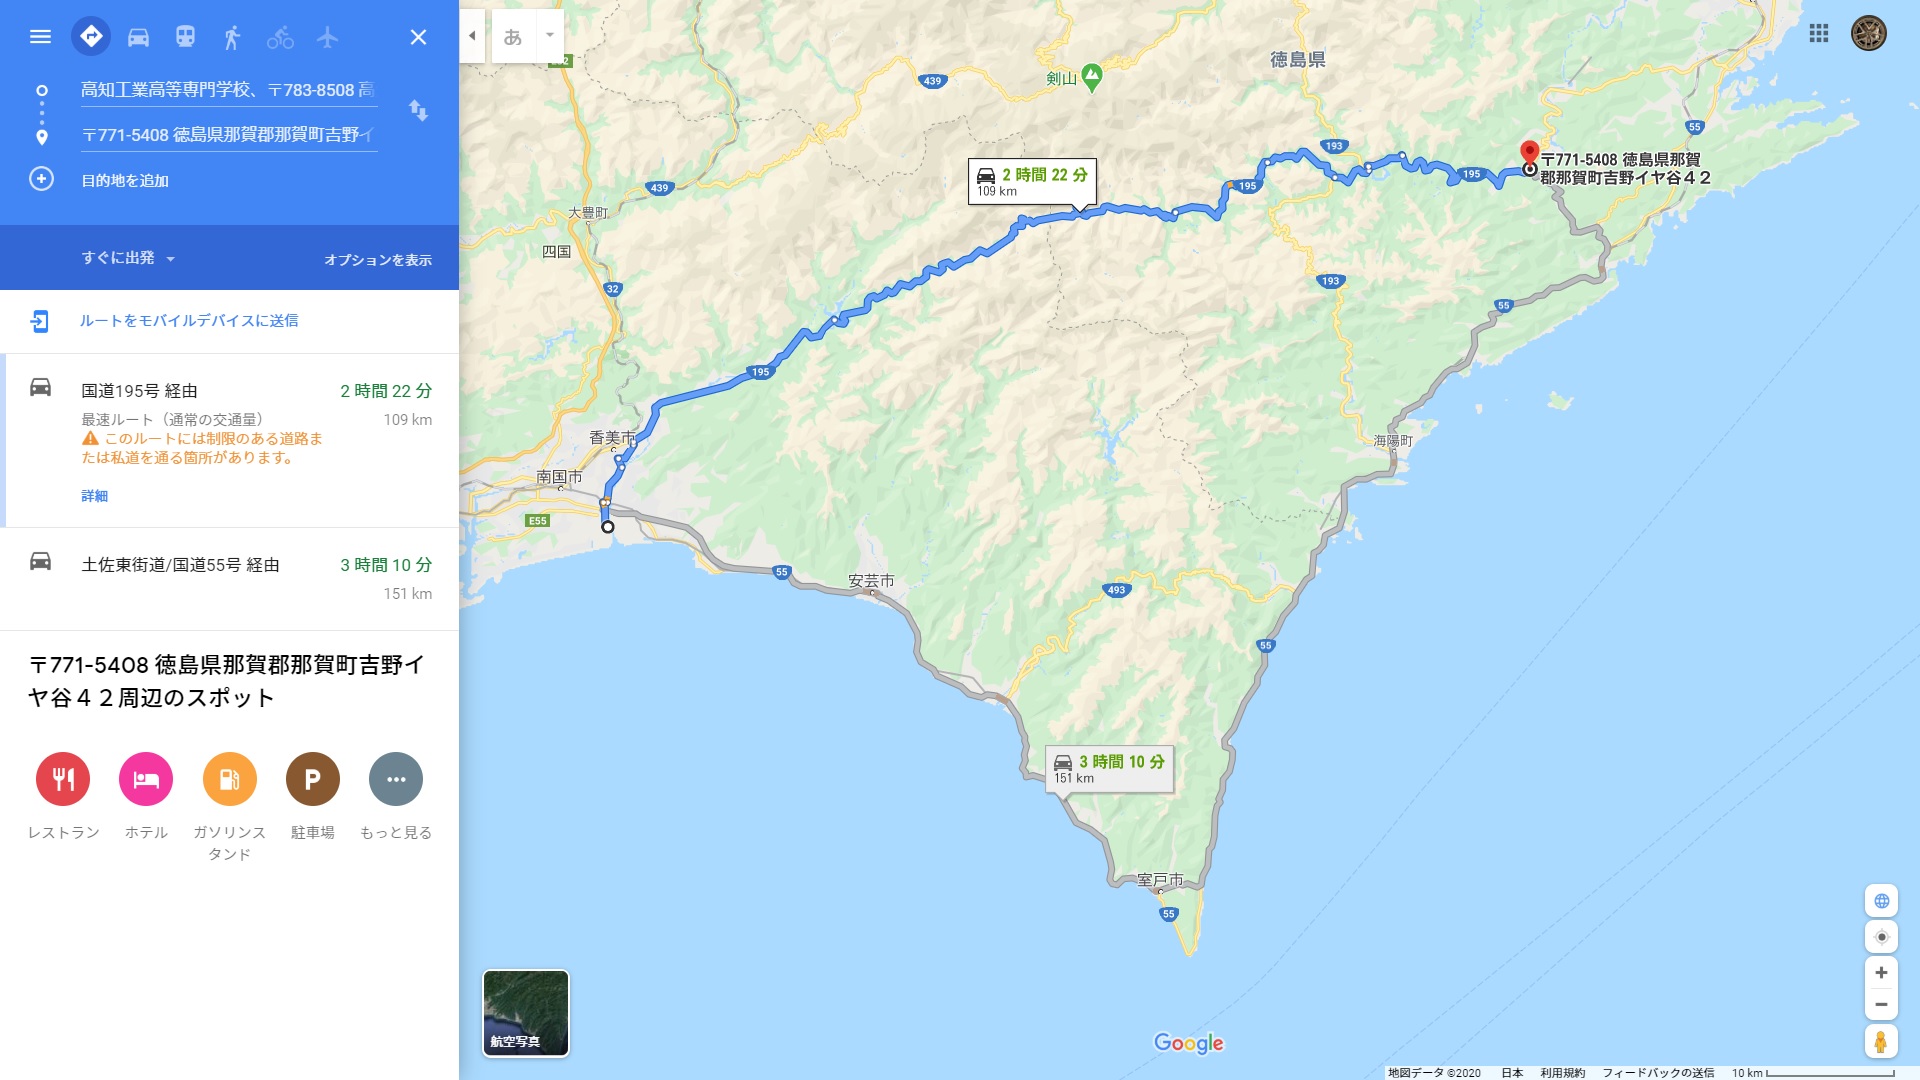 高知工業高等専門学校、〒783-8508 高
〒771-5408 徳島県那賀郡那賀町吉野イ
目的地を追加
すぐに出発
オプションを表示
ルートをモバイルデバイスに送信
国道195号 経由
2 時間 22 分
最速ルート（通常の交通量）
109 km
このルートには制限のある道路ま
たは私道を通る箇所があります。
詳細
土佐東街道/国道55号 経由
3 時間 10 分
151 km
〒771-5408 徳島県那賀郡那賀町吉野イ
ヤ谷４２周辺のスポット
レストラン
ホテル
ガソリンス
タンド
P
駐車場
もっと見る
あ
徳島県
剣山
439
55
193
2 時間 22 分
109 km
〒771-5408 徳島県那賀
郡那賀町吉野イヤ谷４２
195
195
439
大豊町
四国
32
193
55
195
香美市
海陽町
南国市
E55
55
安芸市
493
55
3 時間 10 分
151 km
室戸市
55
航空写真
Google
地図データ ©2020
日本
利用規約
フィードバックの送信
10 km